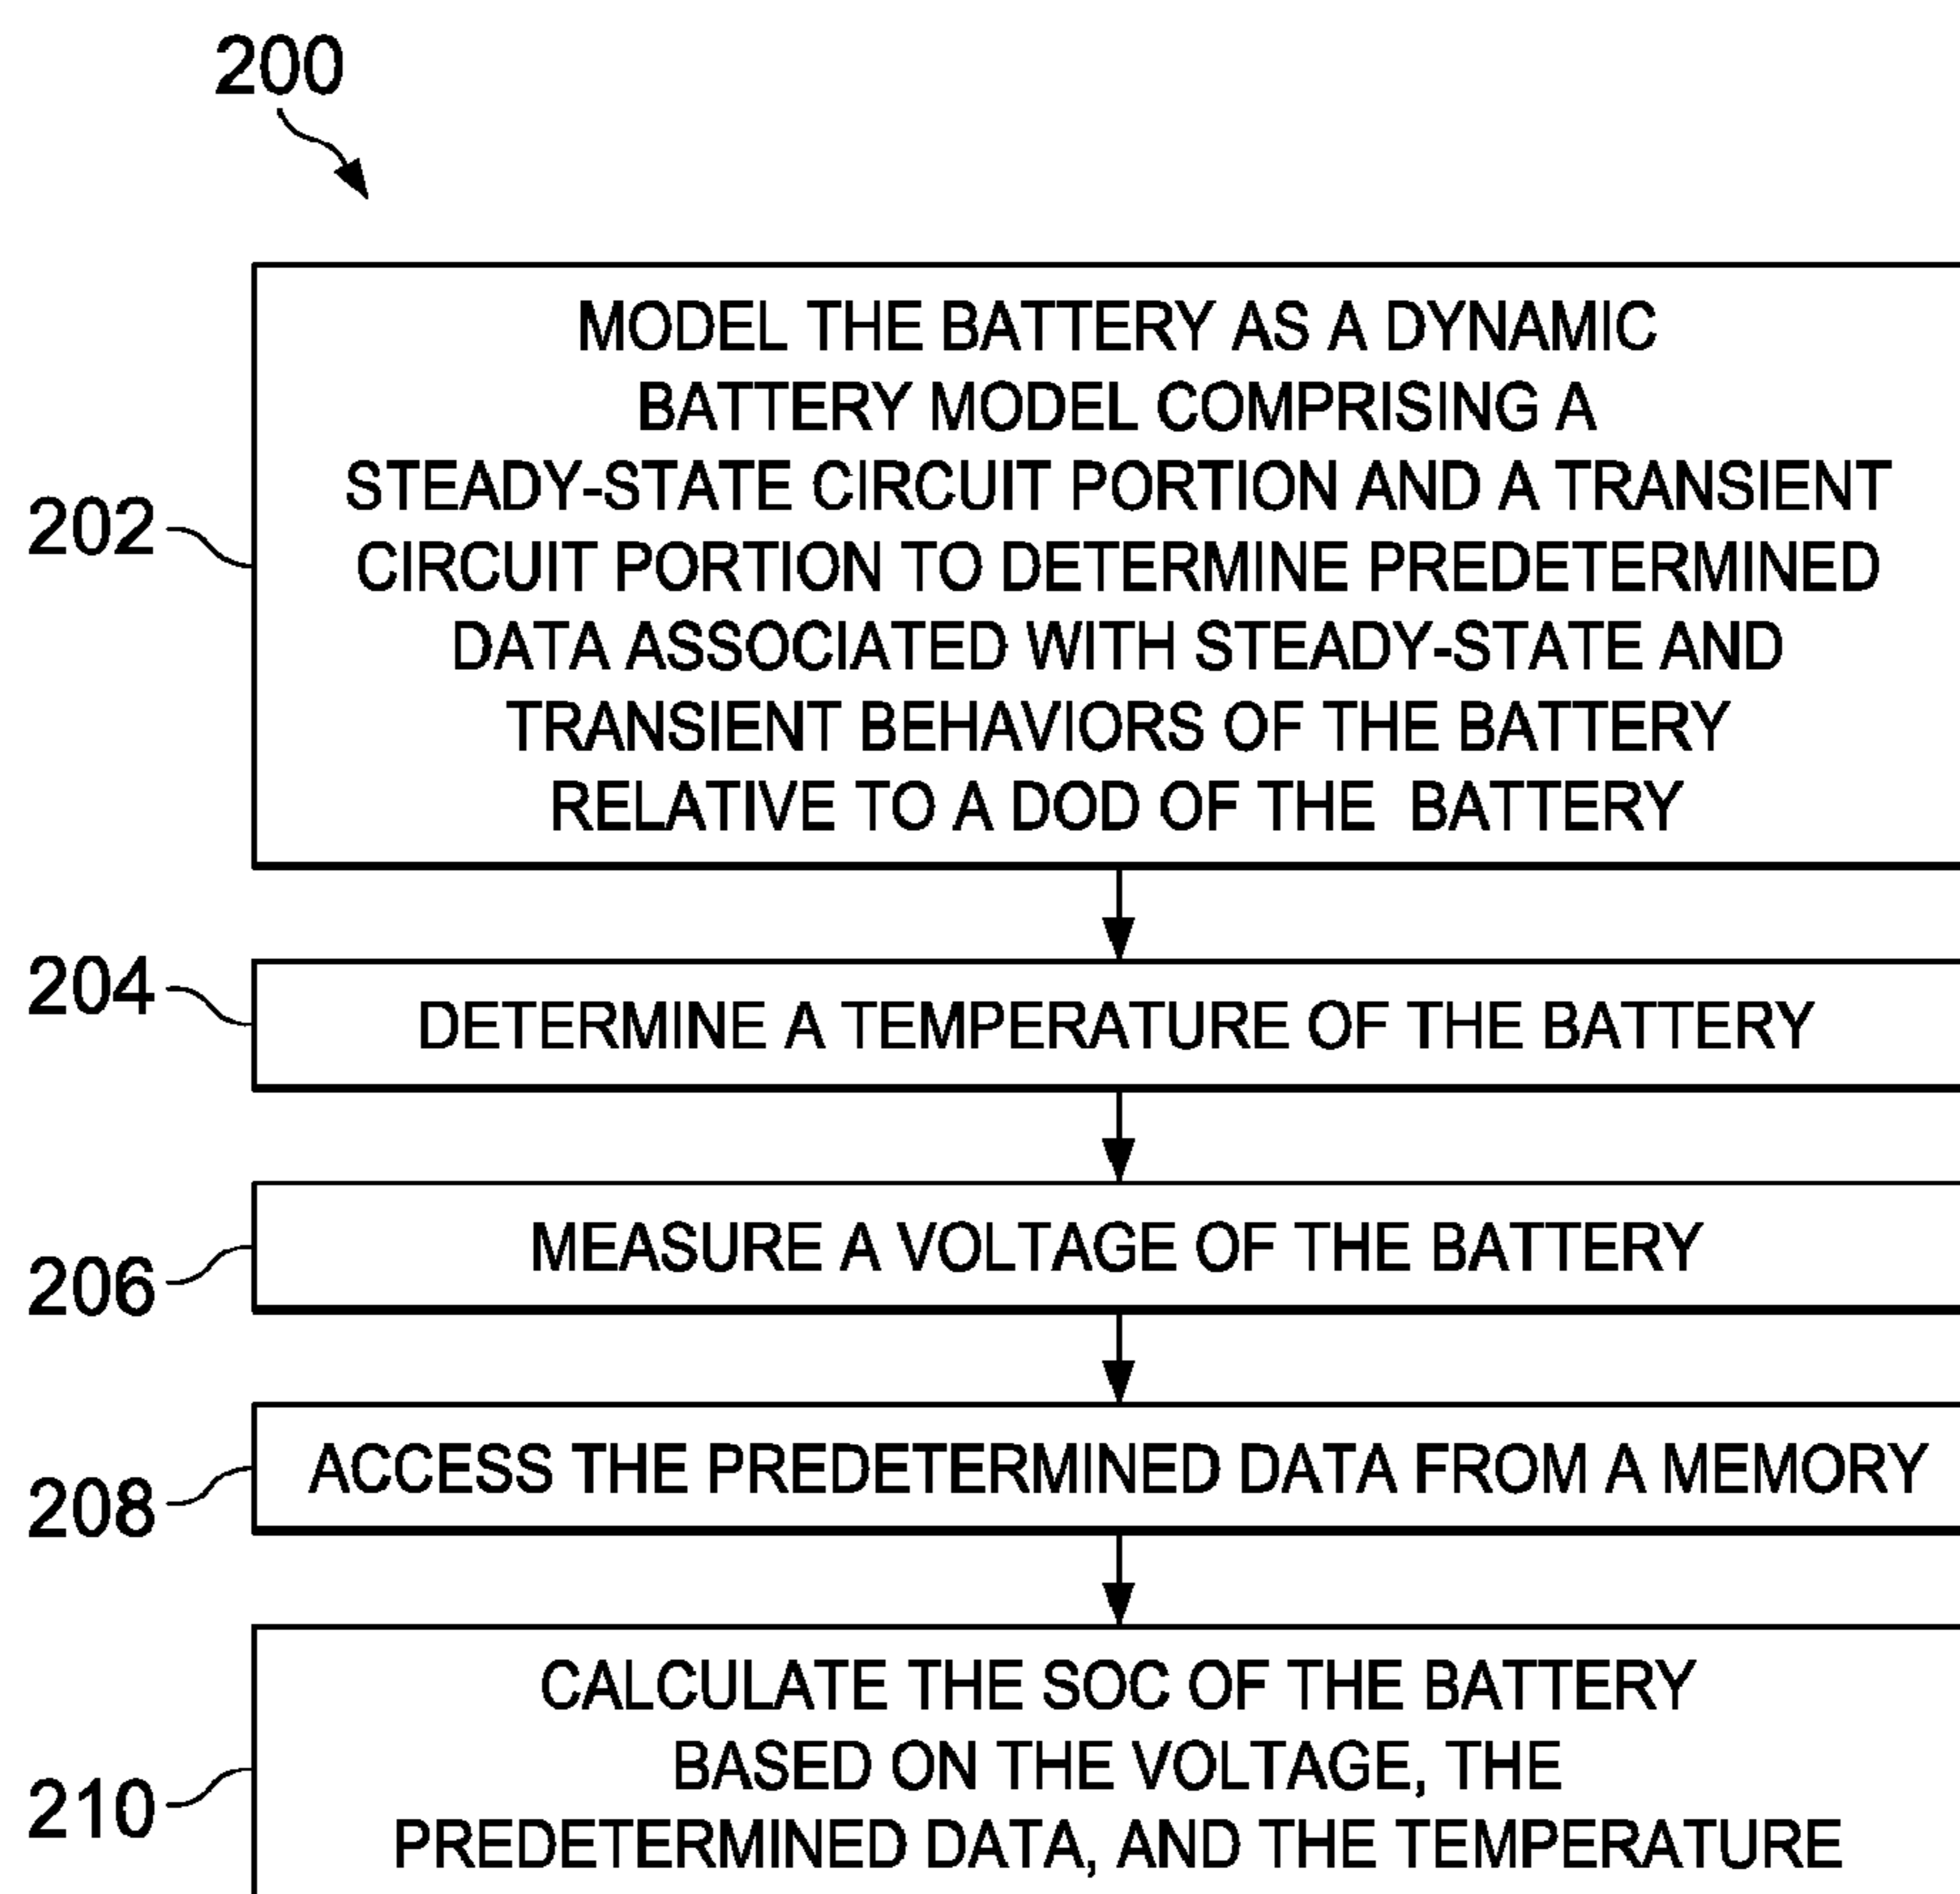 200
202
MODEL THE BATTERY AS A DYNAMIC
BATTERY MODEL COMPRISING A
STEADY-STATE CIRCUIT PORTION AND A TRANSIENT
CIRCUIT PORTION TO DETERMINE PREDETERMINED
DATA ASSOCIATED WITH STEADY-STATE AND
TRANSIENT BEHAVIORS OF THE BATTERY
RELATIVE TO A DOD OF THE BATTERY
204
DETERMINE A TEMPERATURE OF THE BATTERY
206
MEASURE A VOLTAGE OF THE BATTERY
208
ACCESS THE PREDETERMINED DATA FROM A MEMORY
210
CALCULATE THE SOC OF THE BATTERY
BASED ON THE VOLTAGE, THE
PREDETERMINED DATA, AND THE TEMPERATURE